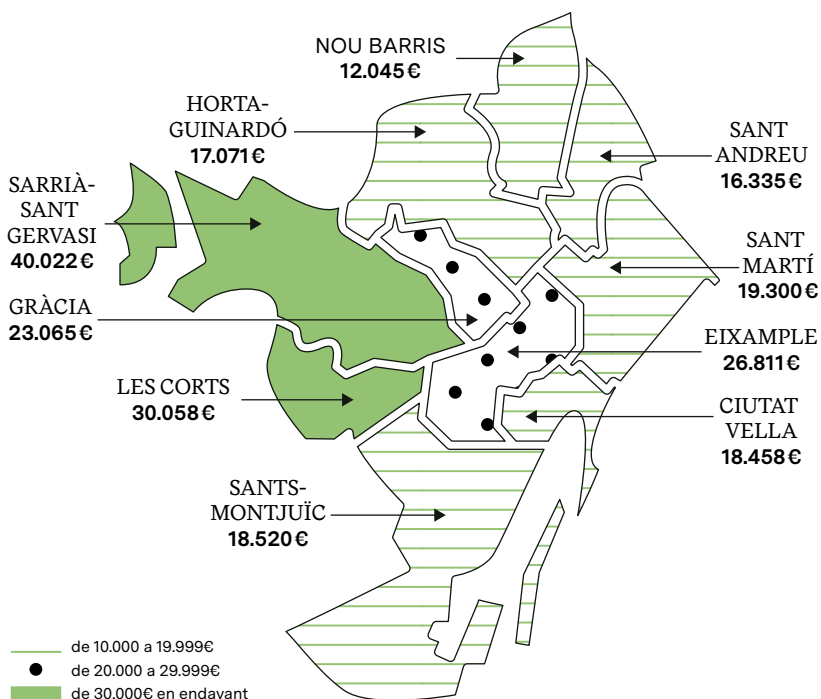 NOU BARRIS
12.045 €
HORTA-
GUINARDÓ
17.071 €
SANT
ANDREU
16.335 €
SARRIÀ-
SANT
GERVASI
40.022 €
SANT
MARTÍ
19.300 €
GRÀCIA
23.065 €
EIXAMPLE
26.811 €
LES CORTS
30.058 €
CIUTAT
VELLA
18.458 €
SANTS-
MONTJUÏC
18.520 €
de 10.000 a 19.999€
de 20.000 a 29.999€
de 30.000€ en endavant